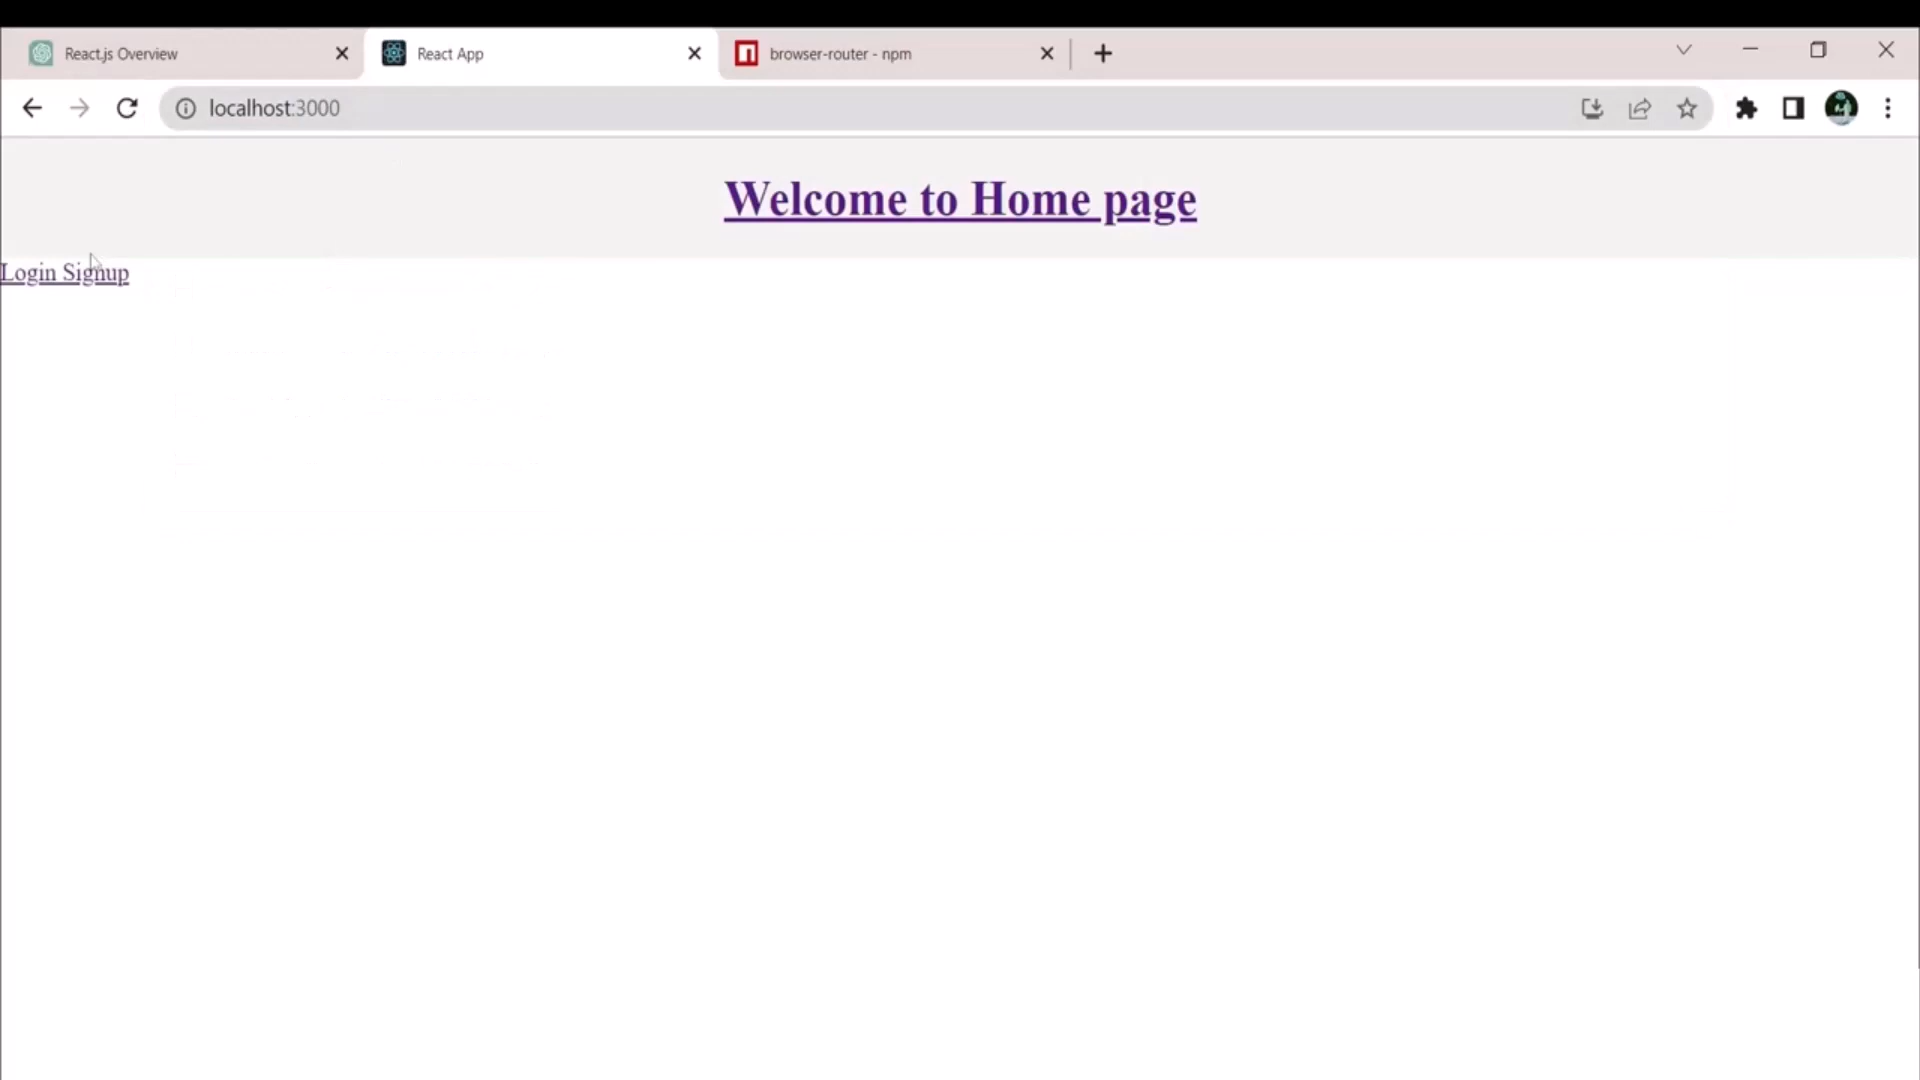 React.js Overview
React App
browser-router - npm
localhost:3000
Welcome to Home page
Login Signup